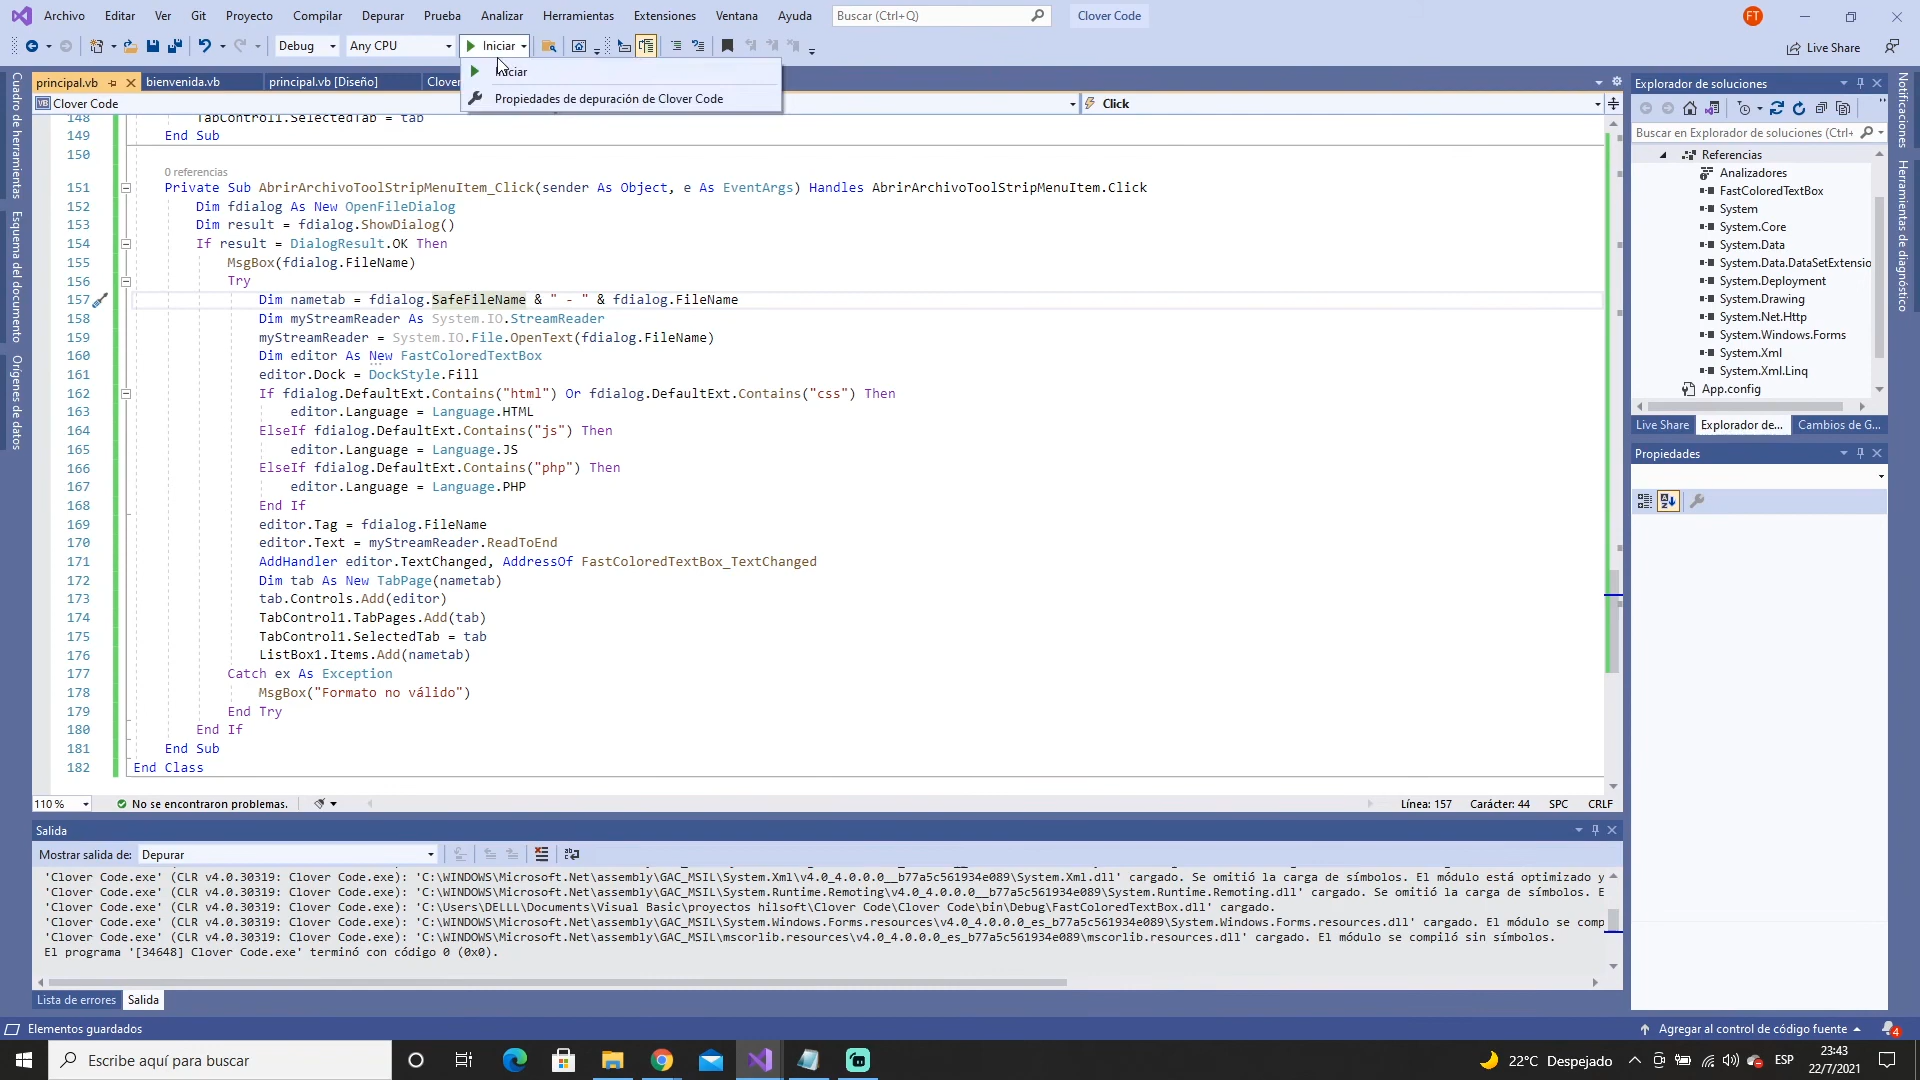 Archivo Editar Ver Git Proyecto Compilar Depurar Prueba Analizar Herramientas Extensiones Ventana Ayuda Buscar (Ctrl+Q) Clover Code FT
Debug Any CPU Iniciar Live Share
Iniciar
Propiedades de depuración de Clover Code
principal.vb bienvenida.vb principal.vb [Diseño] Clover
Clover Code Click
148 TabControl1.SelectedTab = tab
149 End Sub
150
0 referencias
151 Private Sub AbrirArchivoToolStripMenuItem_Click(sender As Object, e As EventArgs) Handles AbrirArchivoToolStripMenuItem.Click
152 Dim fdialog As New OpenFileDialog
153 Dim result = fdialog.ShowDialog()
154 If result = DialogResult.OK Then
155 MsgBox(fdialog.FileName)
156 Try
157 Dim nametab = fdialog.SafeFileName & " - " & fdialog.FileName
158 Dim myStreamReader As System.IO.StreamReader
159 myStreamReader = System.IO.File.OpenText(fdialog.FileName)
160 Dim editor As New FastColoredTextBox
161 editor.Dock = DockStyle.Fill
162 If fdialog.DefaultExt.Contains("html") Or fdialog.DefaultExt.Contains("css") Then
163 editor.Language = Language.HTML
164 ElseIf fdialog.DefaultExt.Contains("js") Then
165 editor.Language = Language.JS
166 ElseIf fdialog.DefaultExt.Contains("php") Then
167 editor.Language = Language.PHP
168 End If
169 editor.Tag = fdialog.FileName
170 editor.Text = myStreamReader.ReadToEnd
171 AddHandler editor.TextChanged, AddressOf FastColoredTextBox_TextChanged
172 Dim tab As New TabPage(nametab)
173 tab.Controls.Add(editor)
174 TabControl1.TabPages.Add(tab)
175 TabControl1.SelectedTab = tab
176 ListBox1.Items.Add(nametab)
177 Catch ex As Exception
178 MsgBox("Formato no válido")
179 End Try
180 End If
181 End Sub
182 End Class
110 % No se encontraron problemas. Línea: 157 Carácter: 44 SPC CRLF
Cuadro de herramientas
Esquema del documento
Orígenes de datos
Explorador de soluciones
Buscar en Explorador de soluciones (Ctrl+
Referencias
Analizadores
FastColoredTextBox
System
System.Core
System.Data
System.Data.DataSetExtensio
System.Deployment
System.Drawing
System.Net.Http
System.Windows.Forms
System.Xml
System.Xml.Linq
App.config
Live Share Explorador de... Cambios de G...
Propiedades
Notificaciones
Herramientas de diagnóstico
Salida
Mostrar salida de: Depurar
'Clover Code.exe' (CLR v4.0.30319: Clover Code.exe): 'C:\WINDOWS\Microsoft.Net\assembly\GAC_MSIL\System.Xml\v4.0_4.0.0.0__b77a5c561934e089\System.Xml.dll' cargado. Se omitió la carga de símbolos. El módulo está optimizado y
'Clover Code.exe' (CLR v4.0.30319: Clover Code.exe): 'C:\WINDOWS\Microsoft.Net\assembly\GAC_MSIL\System.Runtime.Remoting\v4.0_4.0.0.0__b77a5c561934e089\System.Runtime.Remoting.dll' cargado. Se omitió la carga de símbolos. E
'Clover Code.exe' (CLR v4.0.30319: Clover Code.exe): 'C:\Users\DELLL\Documents\Visual Basic\proyectos hilsoft\Clover Code\Clover Code\bin\Debug\FastColoredTextBox.dll' cargado.
'Clover Code.exe' (CLR v4.0.30319: Clover Code.exe): 'C:\WINDOWS\Microsoft.Net\assembly\GAC_MSIL\System.Windows.Forms.resources\v4.0_4.0.0.0_es_b77a5c561934e089\System.Windows.Forms.resources.dll' cargado. El módulo se comp
'Clover Code.exe' (CLR v4.0.30319: Clover Code.exe): 'C:\WINDOWS\Microsoft.Net\assembly\GAC_MSIL\mscorlib.resources\v4.0_4.0.0.0_es_b77a5c561934e089\mscorlib.resources.dll' cargado. El módulo se compiló sin símbolos.
El programa '[34648] Clover Code.exe' terminó con código 0 (0x0).
Lista de errores Salida
Elementos guardados Agregar al control de código fuente 4
Escribe aquí para buscar 22°C Despejado ESP 23:43
22/7/2021